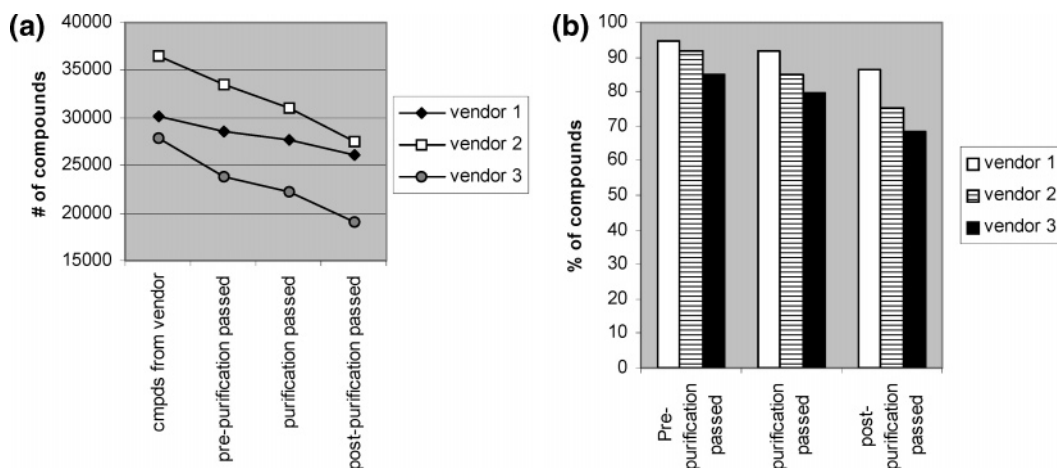 (a)
40000
35000
30000
25000
20000
15000
# of compounds
cmpds from vendor
pre-purification passed
purification passed
post-purification passed
vendor 1
vendor 2
vendor 3
(b)
100
90
80
70
60
50
40
30
20
10
0
% of compounds
Pre-
purification
passed
purification
passed
post-
purification
passed
vendor 1
vendor 2
vendor 3